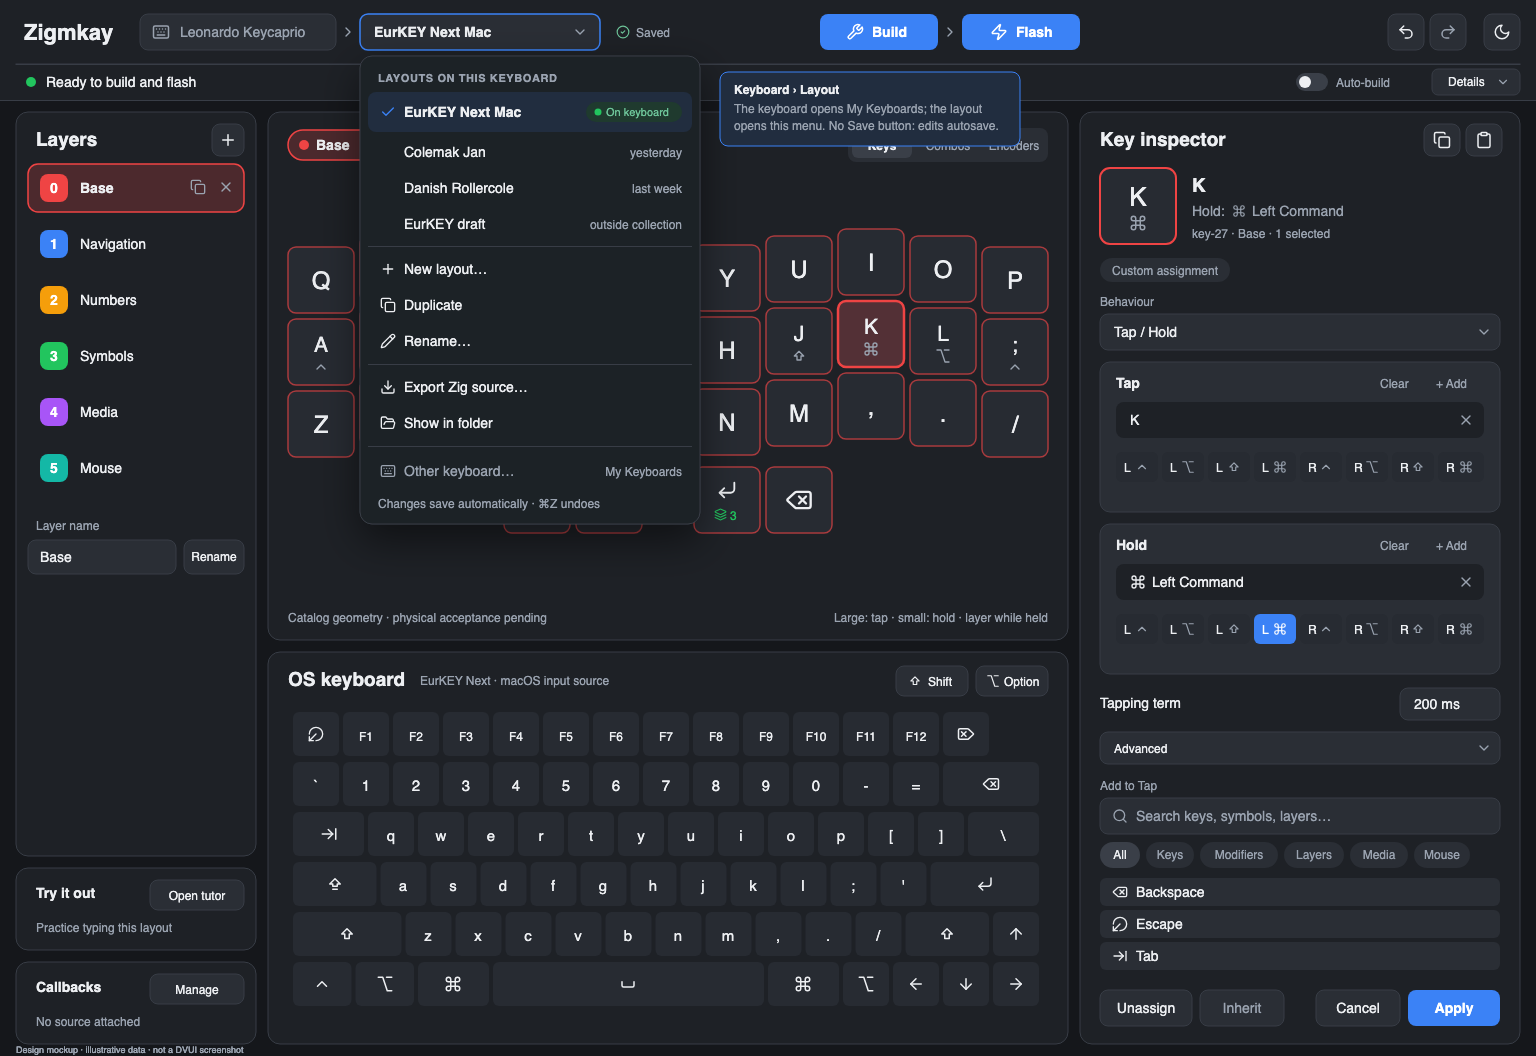 Zigmkay
Leonardo Keycaprio
EurKEY Next Mac
Saved
Build
Flash
Ready to build and flash
Auto-build
Details
LAYOUTS ON THIS KEYBOARD
EurKEY Next Mac
On keyboard
Colemak Jan
yesterday
Danish Rollercole
last week
EurKEY draft
outside collection
New layout…
Duplicate
Rename…
Export Zig source…
Show in folder
Other keyboard…
My Keyboards
Changes save automatically · ⌘Z undoes
Keyboard › Layout
The keyboard opens My Keyboards; the layout
opens this menu. No Save button: edits autosave.
Layers
0 Base
1 Navigation
2 Numbers
3 Symbols
4 Media
5 Mouse
Layer name
Base
Rename
Try it out
Open tutor
Practice typing this layout
Callbacks
Manage
No source attached
Design mockup · illustrative data · not a DVUI screenshot
Base
Keys Combos Encoders
Q Y U I O P
A ^ H J ⇧ K ⌘ L ⌥ ; ^
Z N M , . /
3
Catalog geometry · physical acceptance pending
Large: tap · small: hold · layer while held
OS keyboard
EurKEY Next · macOS input source
⇧ Shift
⌥ Option
F1 F2 F3 F4 F5 F6 F7 F8 F9 F10 F11 F12
` 1 2 3 4 5 6 7 8 9 0 - =
q w e r t y u i o p [ ] \
a s d f g h j k l ; '
z x c v b n m , . /
^ ⌥ ⌘ ⌘ ⌥ ← ↓ →
Key inspector
K
⌘
K
Hold: ⌘ Left Command
key-27 · Base · 1 selected
Custom assignment
Behaviour
Tap / Hold
Tap
Clear
+ Add
K
L ^ L ⌥ L ⇧ L ⌘ R ^ R ⌥ R ⇧ R ⌘
Hold
Clear
+ Add
⌘ Left Command
L ^ L ⌥ L ⇧ L ⌘ R ^ R ⌥ R ⇧ R ⌘
Tapping term
200 ms
Advanced
Add to Tap
Search keys, symbols, layers…
All Keys Modifiers Layers Media Mouse
Backspace
Escape
Tab
Unassign
Inherit
Cancel
Apply